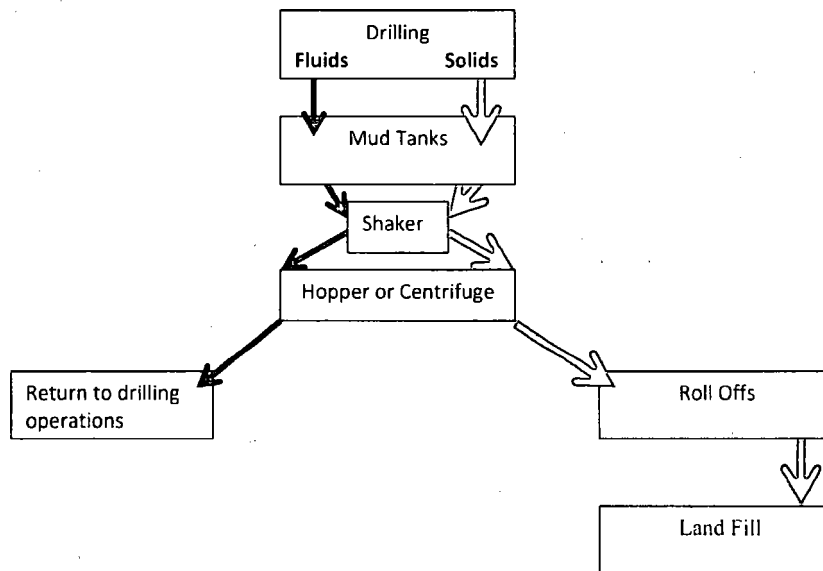 Drilling
Fluids Solids
Mud Tanks
Shaker
Hopper or Centrifuge
Return to drilling
operations
Roll Offs
Land Fill